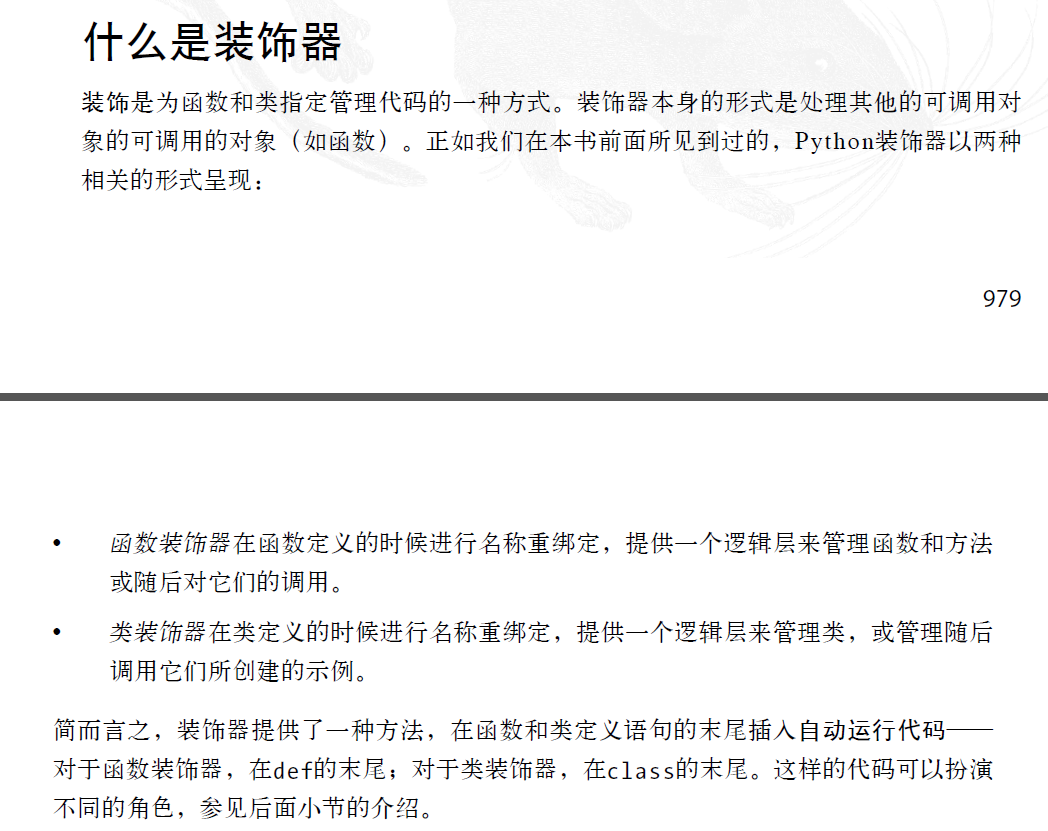 什么是装饰器
装饰是为函数和类指定管理代码的一种方式。装饰器本身的形式是处理其他的可调用对
象的可调用的对象（如函数）。正如我们在本书前面所见到过的，Python装饰器以两种
相关的形式呈现：
979
• 函数装饰器在函数定义的时候进行名称重绑定，提供一个逻辑层来管理函数和方法
或随后对它们的调用。
• 类装饰器在类定义的时候进行名称重绑定，提供一个逻辑层来管理类，或管理随后
调用它们所创建的示例。
简而言之，装饰器提供了一种方法，在函数和类定义语句的末尾插入自动运行代码——
对于函数装饰器，在def的末尾；对于类装饰器，在class的末尾。这样的代码可以扮演
不同的角色，参见后面小节的介绍。